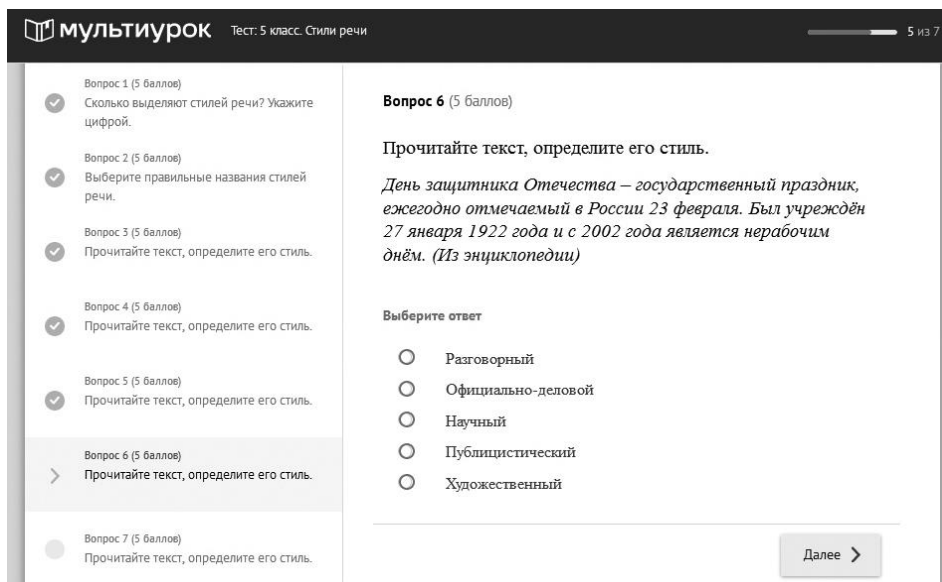 мультиурок Тест: 5 класс. Стили речи 5 из 7
Вопрос 1 (5 баллов)
Сколько выделяют стилей речи? Укажите
цифрой.
Вопрос 2 (5 баллов)
Выберите правильные названия стилей
речи.
Вопрос 3 (5 баллов)
Прочитайте текст, определите его стиль.
Вопрос 4 (5 баллов)
Прочитайте текст, определите его стиль.
Вопрос 5 (5 баллов)
Прочитайте текст, определите его стиль.
Вопрос 6 (5 баллов)
Прочитайте текст, определите его стиль.
Вопрос 7 (5 баллов)
Прочитайте текст, определите его стиль.
Вопрос 6 (5 баллов)
Прочитайте текст, определите его стиль.
День защитника Отечества – государственный праздник,
ежегодно отмечаемый в России 23 февраля. Был учреждён
27 января 1922 года и с 2002 года является нерабочим
днём. (Из энциклопедии)
Выберите ответ
Разговорный
Официально-деловой
Научный
Публицистический
Художественный
Далее